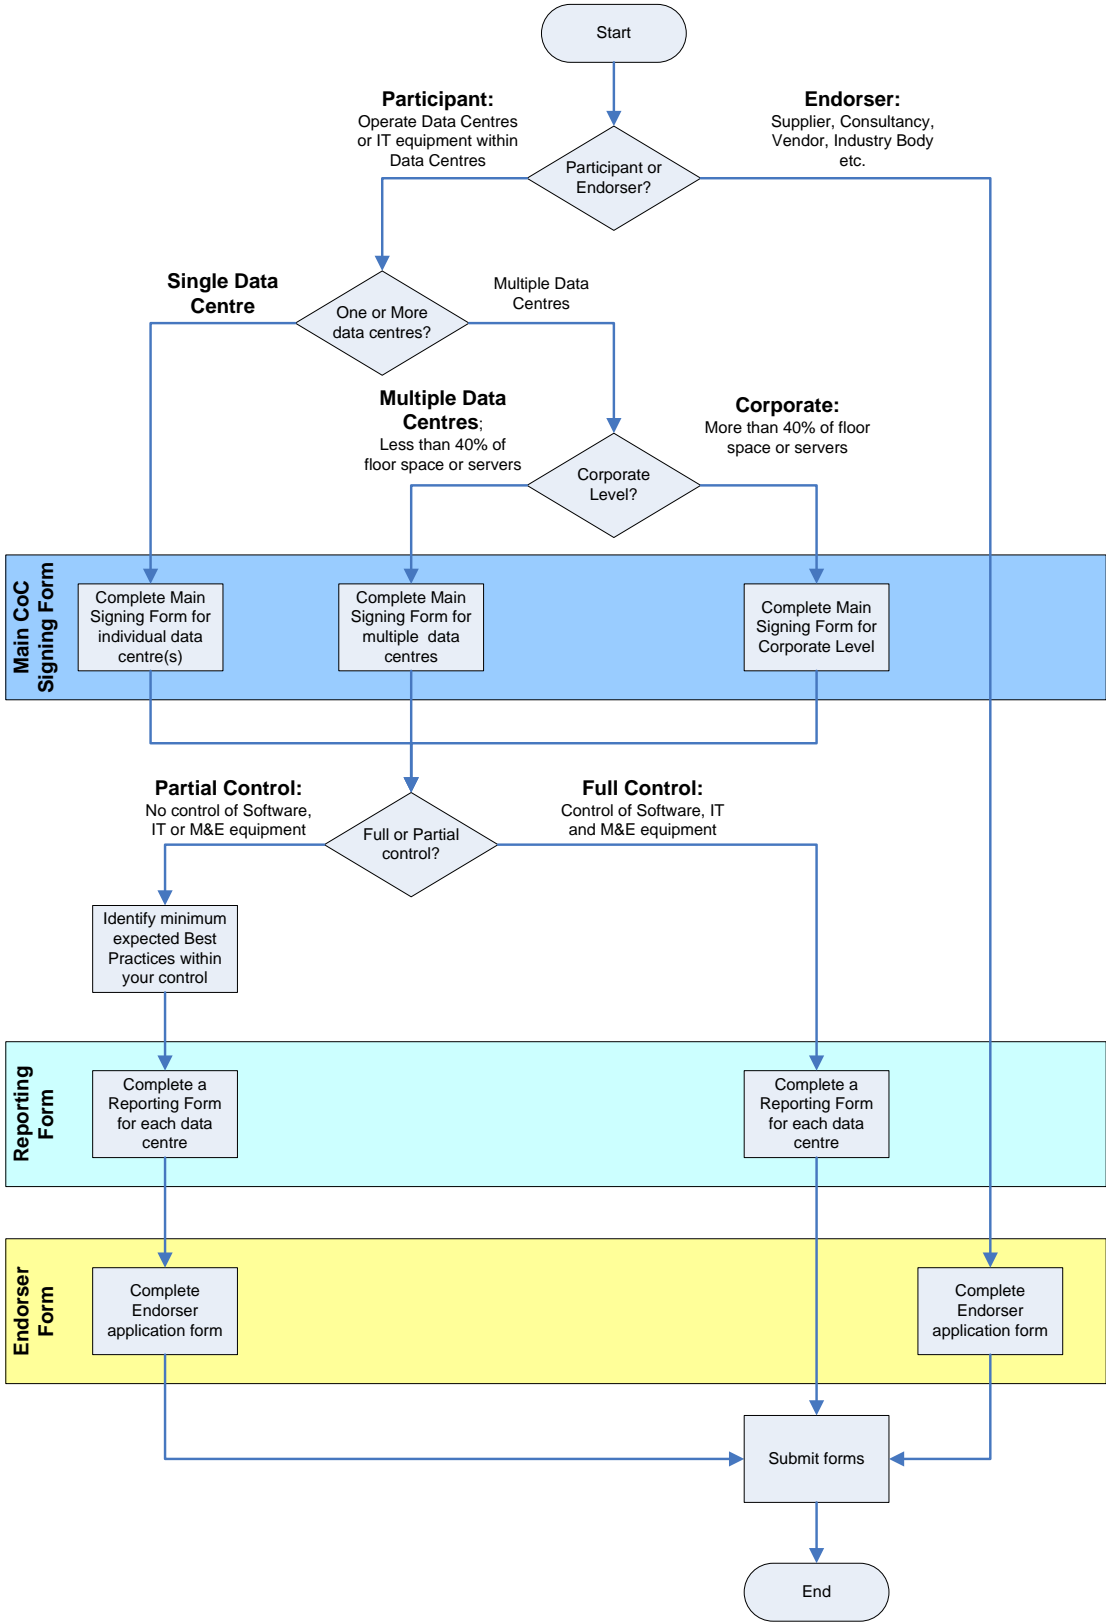 Start
Participant:
Operate Data Centres
or IT equipment within
Data Centres
Endorser:
Supplier, Consultancy,
Vendor, Industry Body
etc.
Participant or
Endorser?
Single Data
Centre
Multiple Data
Centres
One or More
data centres?
Multiple Data
Centres;
Less than 40% of
floor space or servers
Corporate:
More than 40% of floor
space or servers
Corporate
Level?
Main CoC
Signing Form
Complete Main
Signing Form for
individual data
centre(s)
Complete Main
Signing Form for
multiple  data
centres
Complete Main
Signing Form for
Corporate Level
Partial Control:
No control of Software,
IT or M&E equipment
Full Control:
Control of Software, IT
and M&E equipment
Full or Partial
control?
Identify minimum
expected Best
Practices within
your control
Reporting
Form
Complete a
Reporting Form
for each data
centre
Complete a
Reporting Form
for each data
centre
Endorser
Form
Complete
Endorser
application form
Complete
Endorser
application form
Submit forms
End